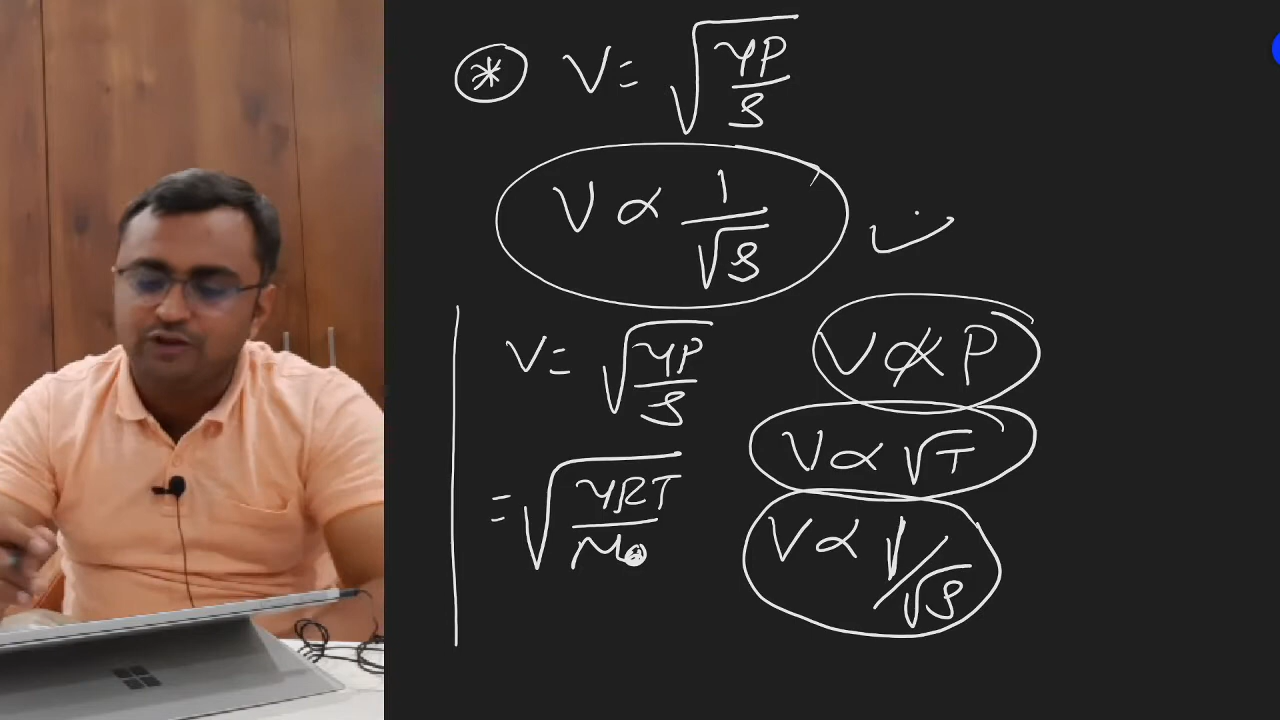 * V = √(γP/ρ)
V ∝ 1/√ρ
V = √(γP/ρ)
= √(γRT/M)
V ∝̸ P
V ∝ √T
V ∝ 1/√ρ